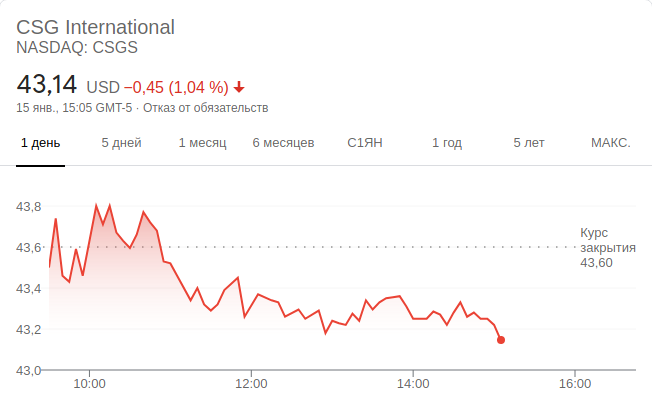 CSG International
NASDAQ: CSGS
43,14 USD −0,45 (1,04 %)
15 янв., 15:05 GMT-5 · Отказ от обязательств
1 день 5 дней 1 месяц 6 месяцев С1ЯН 1 год 5 лет МАКС.
43,8
Курс
43,6 закрытия
43,60
43,4
43,2
43,0
10:00 12:00 14:00 16:00